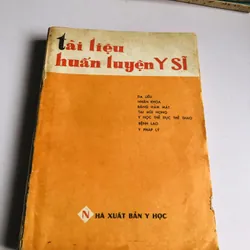 tài liệu
huấn luyện Y SĨ
DA LIỄU
NHÃN KHOA
RĂNG HÀM MẶT
TAI MŨI HỌNG
Y HỌC THỂ DỤC THỂ THAO
BỆNH LAO
Y PHÁP LÝ
NHÀ XUẤT BẢN Y HỌC